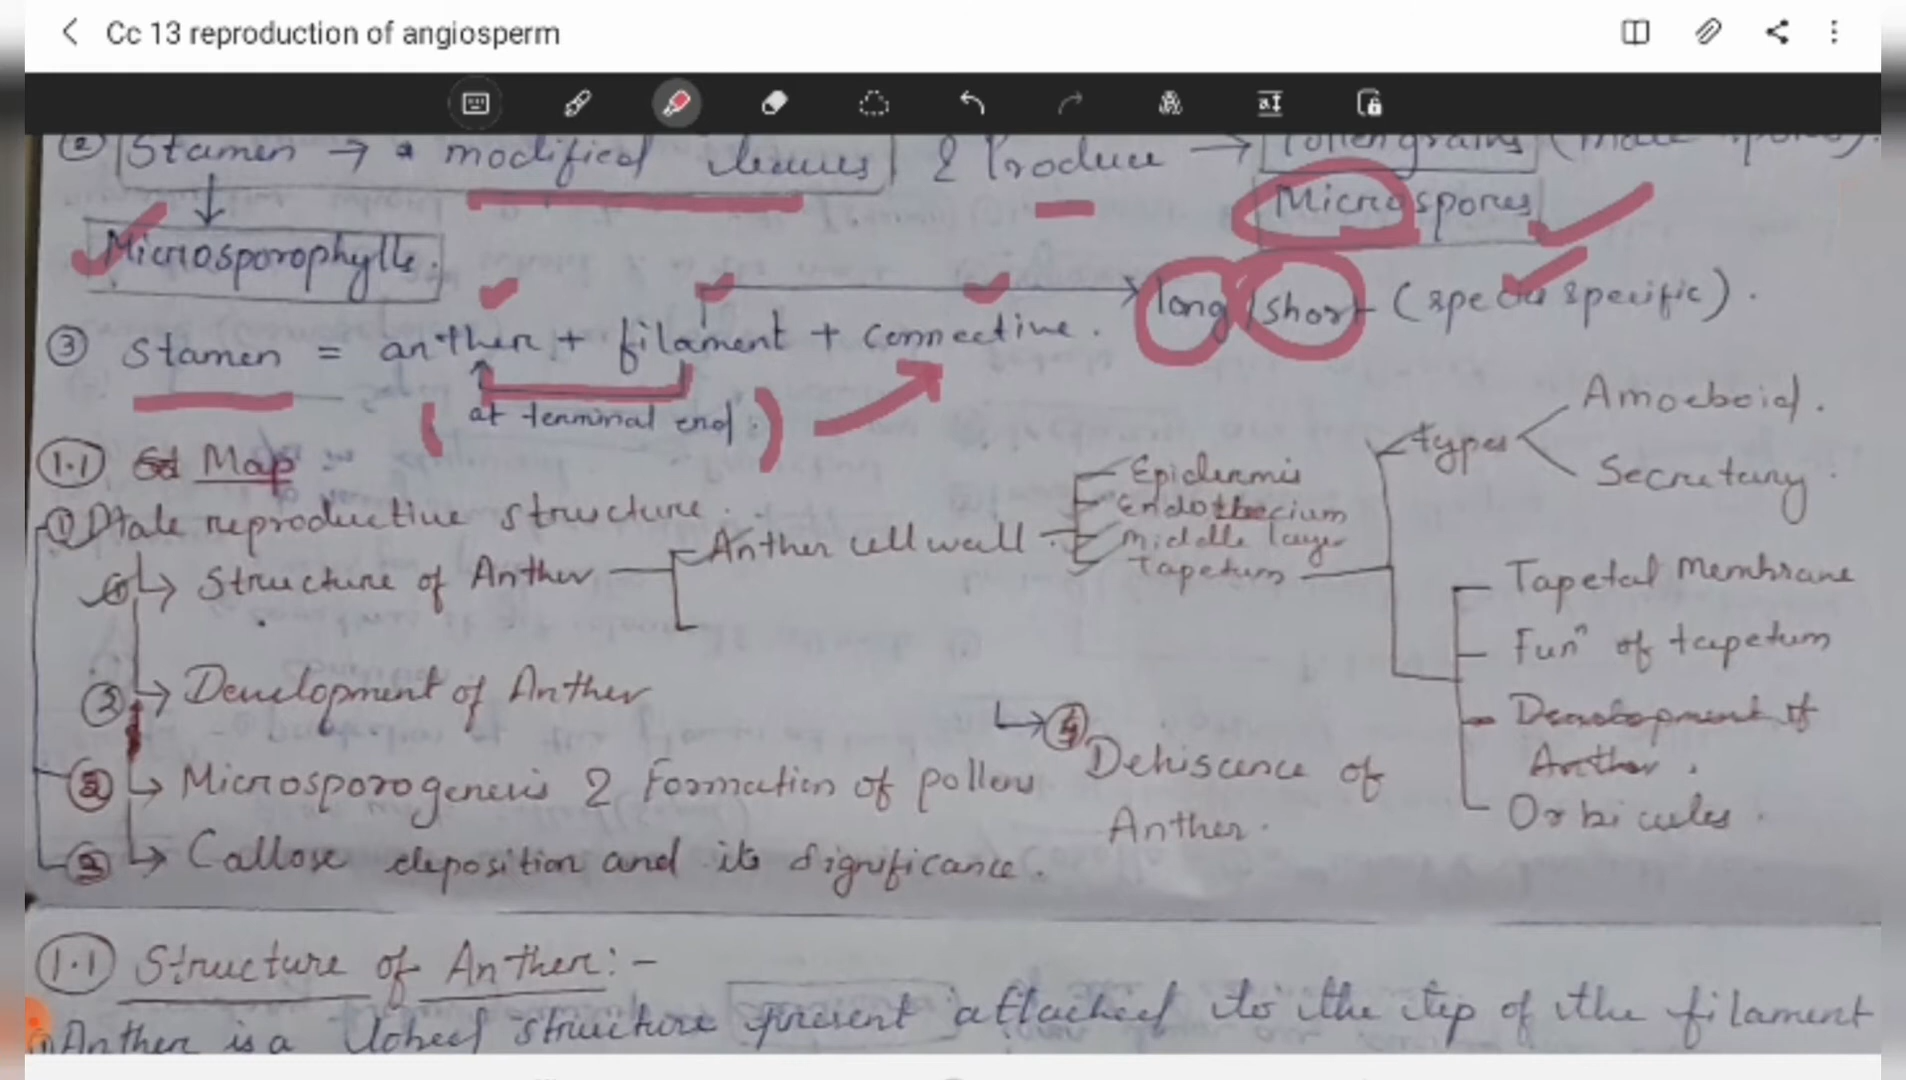 Cc 13 reproduction of angiosperm
② Stamen → modified leaves & Produce → Pollengrains (male spore).
Microspores
Microsporophylls.
long/short (species specific).
③ Stamen = anther + filament + connective.
at terminal end.
1.1 Map
① Male reproductive structure.
① → Structure of Anther
Anther cell wall
Epidermis
Endothecium
Middle layer
Tapetum
types
Amoeboid.
Secretary.
Tapetal Membrane
Funⁿ of tapetum
Development of
Anther.
Orbicules
② → Development of Anther
② → Microsporogenesis & Formation of pollen
③ → Callose deposition and its Significance.
→ ④
Dehiscence of
Anther.
1.1 Structure of Anther:-
Anther is a lobed structure present attached to the tip of the filament